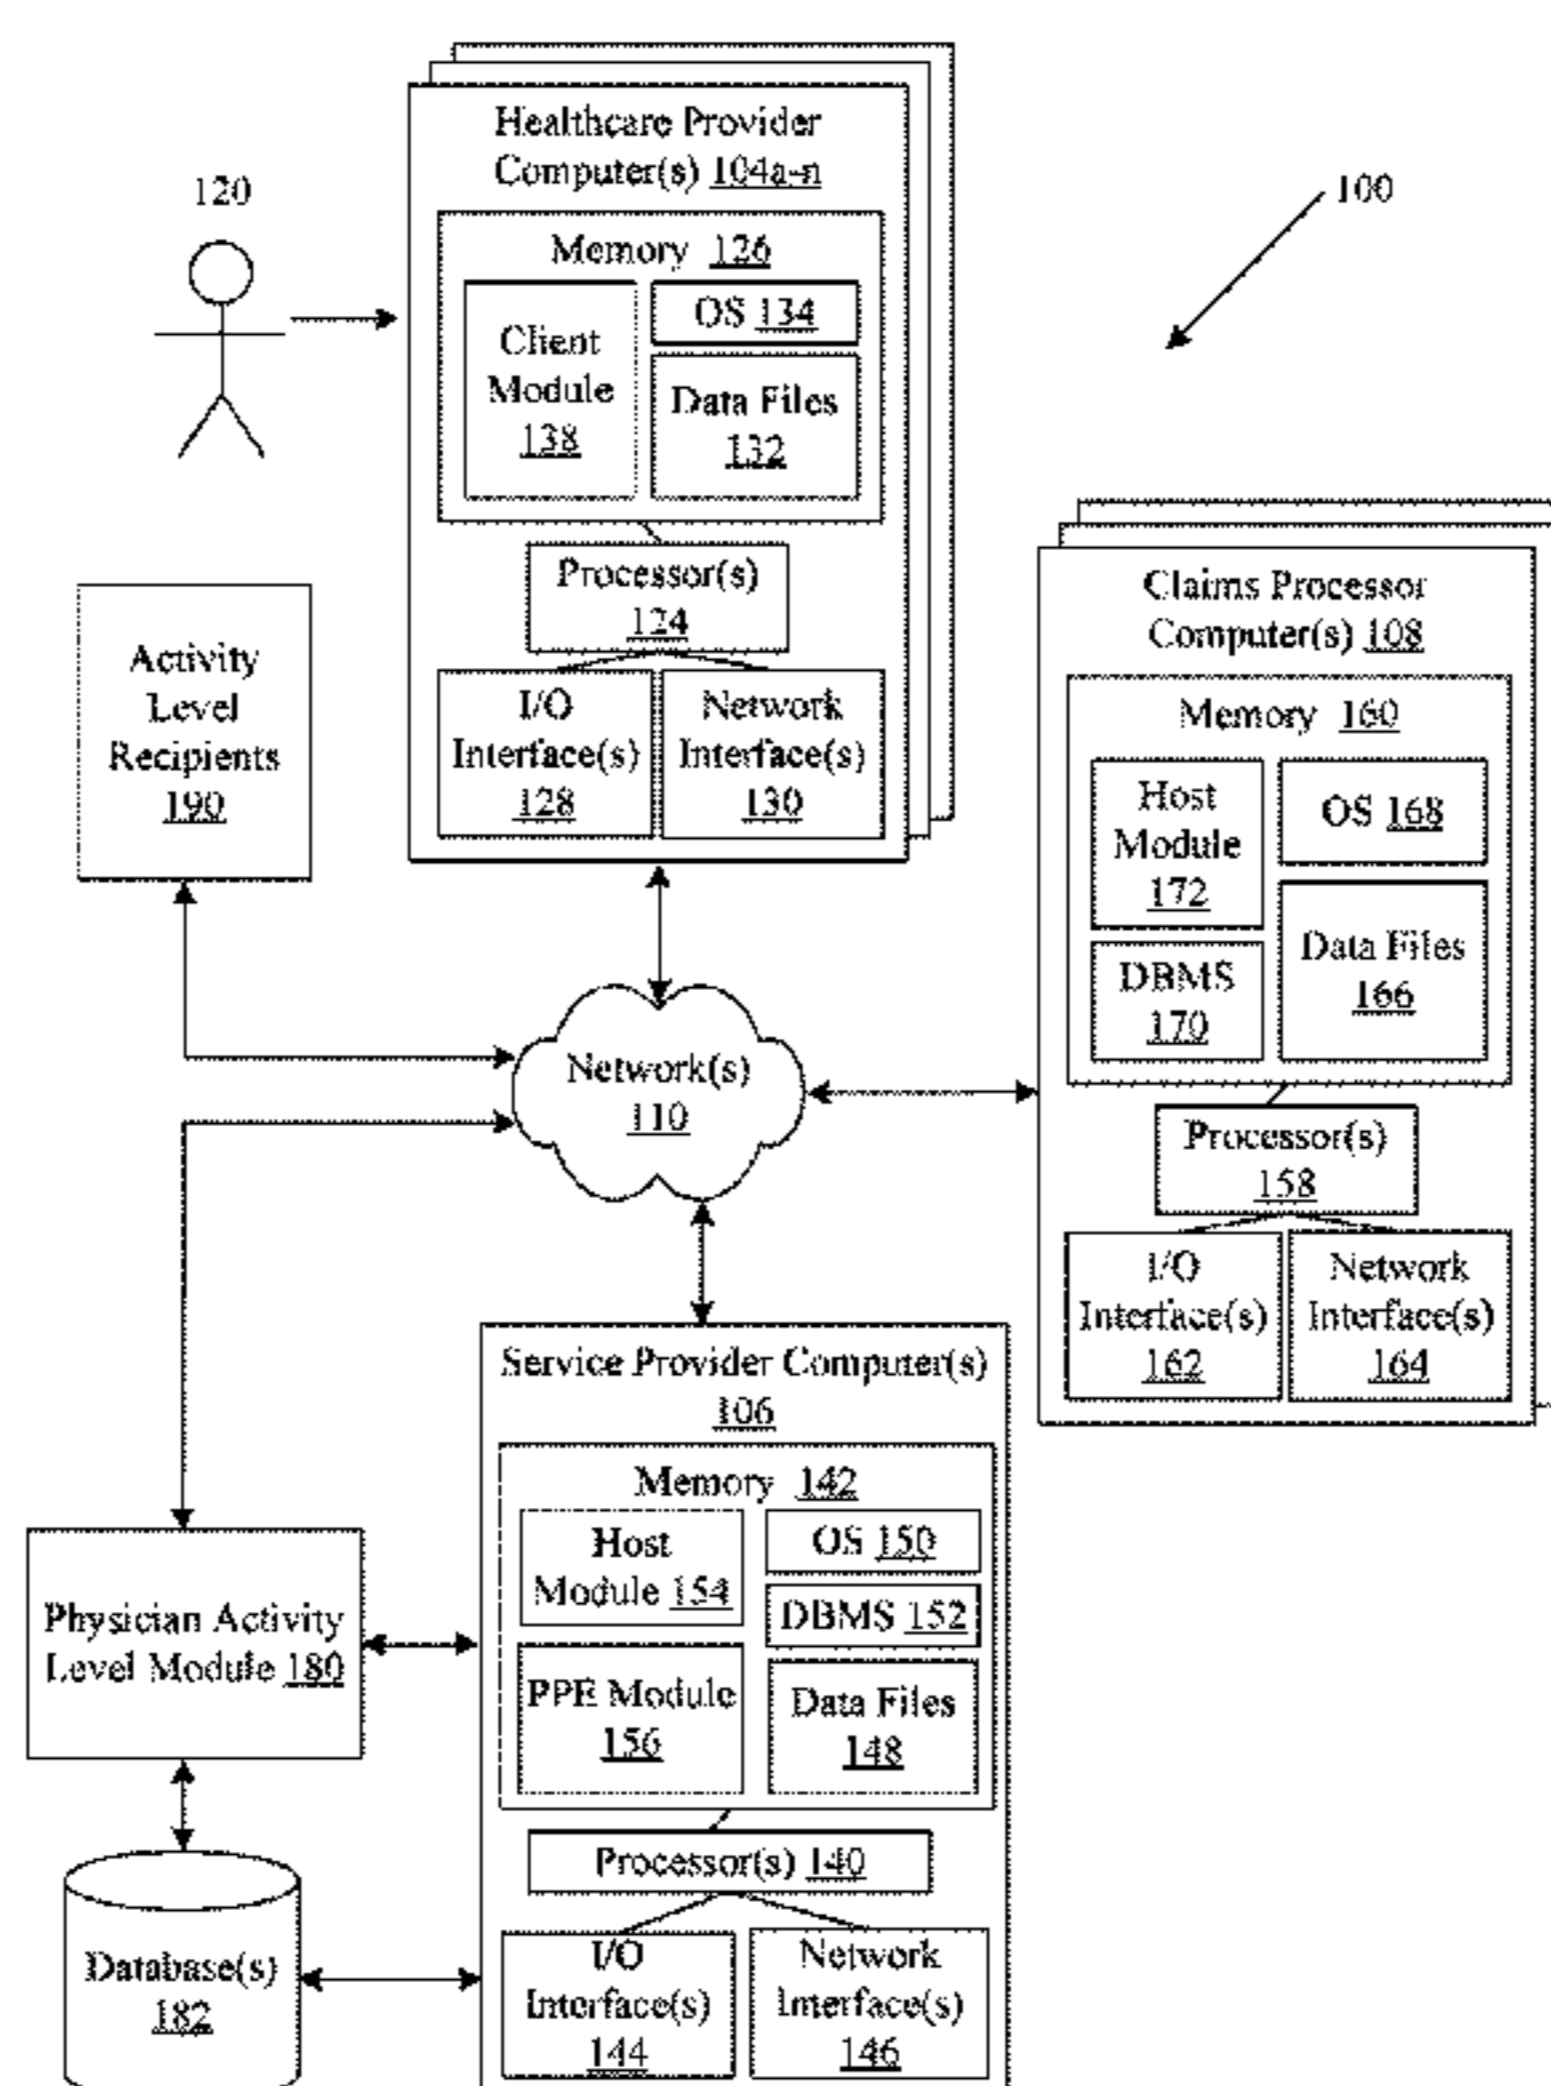 Healthcare Provider
Computer(s) 104a-n
120
100
Memory 126
Client
Module
138
OS 134
Data Files
132
Processor(s)
124
I/O
Interface(s)
128
Network
Interface(s)
130
Activity
Level
Recipients
190
Claims Processor
Computer(s) 108
Memory 160
Host
Module
172
OS 168
DBMS
170
Data Files
166
Processor(s)
158
I/O
Interface(s)
162
Network
Interface(s)
164
Network(s)
110
Service Provider Computer(s)
106
Memory 142
Host
Module 154
OS 150
DBMS 152
PPE Module
156
Data Files
148
Processor(s) 140
I/O
Interface(s)
144
Network
Interface(s)
146
Physician Activity
Level Module 180
Database(s)
182